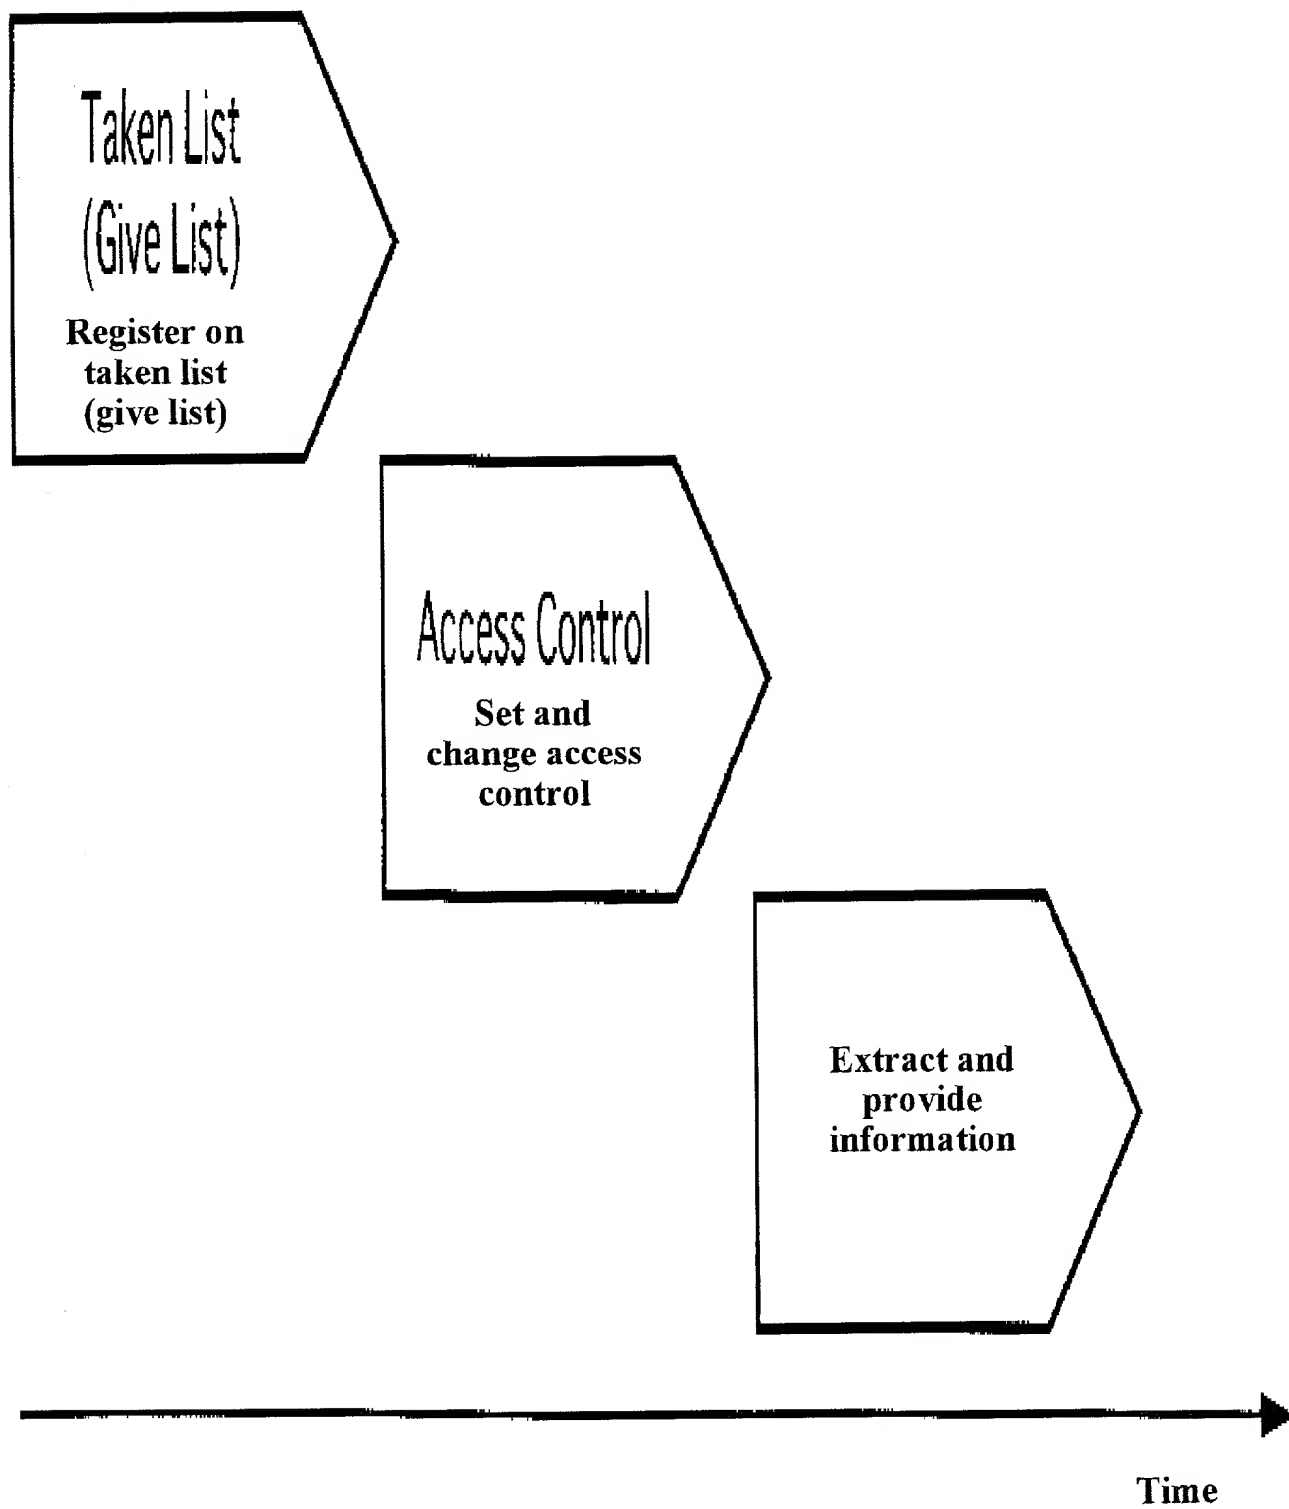 Taken List
(Give List)
Register on
taken list
(give list)
Access Control
Set and
change access
control
Extract and
provide
information
Time